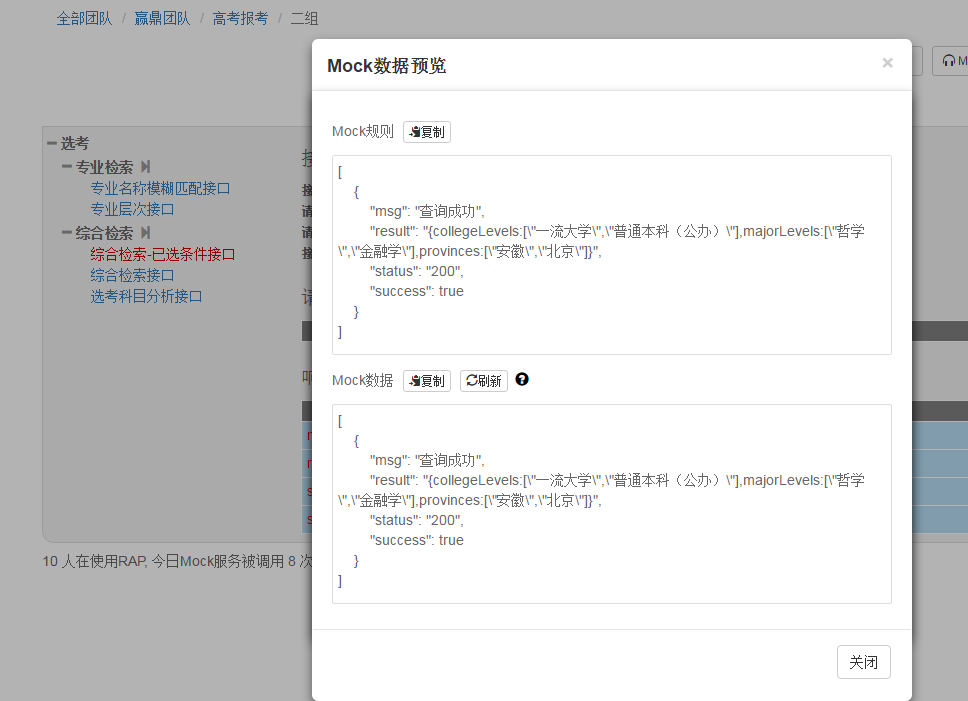 全部团队 / 赢鼎团队 / 高考报考 / 二组
Mock数据预览
×
M
选考
专业检索
专业名称模糊匹配接口
专业层次接口
综合检索
综合检索-已选条件接口
综合检索接口
选考科目分析接口
10 人在使用RAP, 今日Mock服务被调用 8 次
Mock规则 复制
[
{
"msg": "查询成功",
"result": "{collegeLevels:[\"一流大学\",\"普通本科（公办）\"],majorLevels:[\"哲学
\",\"金融学\"],provinces:[\"安徽\",\"北京\"]}",
"status": "200",
"success": true
}
]
Mock数据 复制 刷新 ?
[
{
"msg": "查询成功",
"result": "{collegeLevels:[\"一流大学\",\"普通本科（公办）\"],majorLevels:[\"哲学
\",\"金融学\"],provinces:[\"安徽\",\"北京\"]}",
"status": "200",
"success": true
}
]
关闭